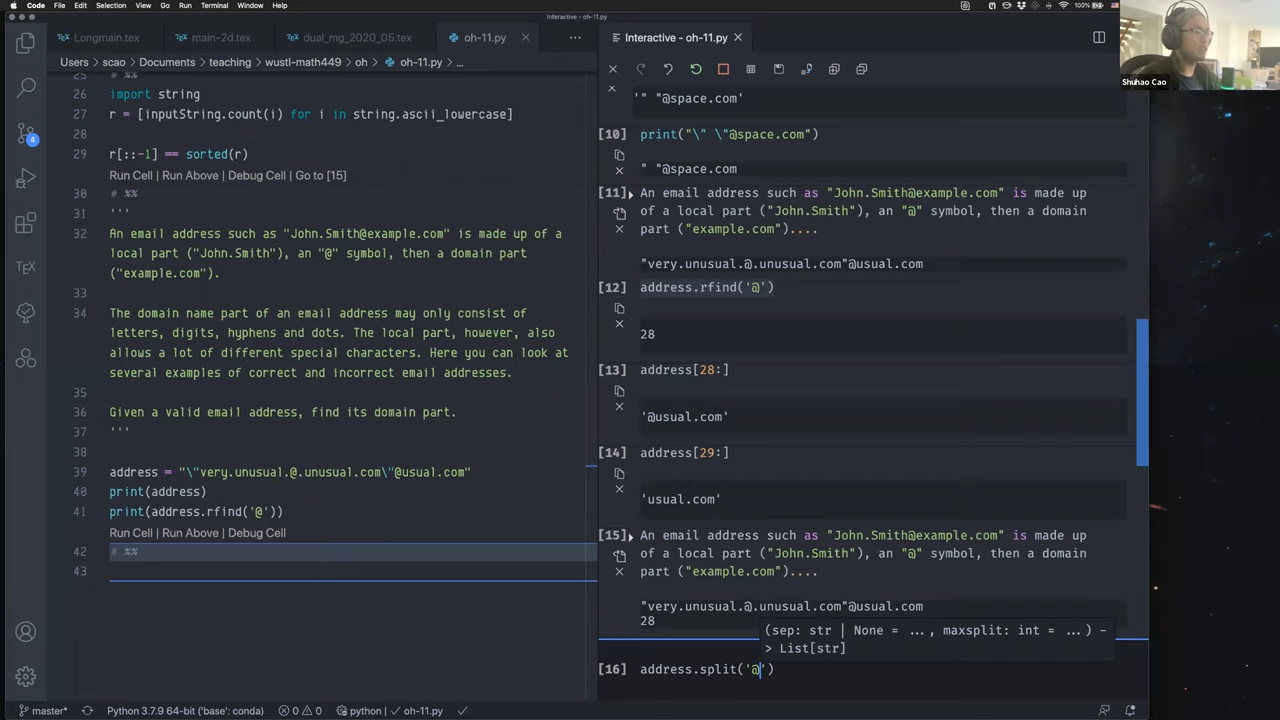 Code File Edit Selection View Go Run Terminal Window Help 100%
Interactive - oh-11.py
Longmain.tex main-2d.tex dual_mg_2020_05.tex oh-11.py ...
Users > scao > Documents > teaching > wustl-math449 > oh > oh-11.py > ...
25 # %%
26 import string
27 r = [inputString.count(i) for i in string.ascii_lowercase]
28
29 r[::-1] == sorted(r)
Run Cell | Run Above | Debug Cell | Go to [15]
30 # %%
31 '''
32 An email address such as "John.Smith@example.com" is made up of a
local part ("John.Smith"), an "@" symbol, then a domain part
("example.com").
33
34 The domain name part of an email address may only consist of
letters, digits, hyphens and dots. The local part, however, also
allows a lot of different special characters. Here you can look at
several examples of correct and incorrect email addresses.
35
36 Given a valid email address, find its domain part.
37 '''
38
39 address = "\"very.unusual.@.unusual.com\"@usual.com"
40 print(address)
41 print(address.rfind('@'))
Run Cell | Run Above | Debug Cell
42 # %%
43
Interactive - oh-11.py
'" "@space.com'
[10] print("\" \"@space.com")
" "@space.com
[11] An email address such as "John.Smith@example.com" is made up
of a local part ("John.Smith"), an "@" symbol, then a domain
part ("example.com")....
"very.unusual.@.unusual.com"@usual.com
[12] address.rfind('@')
28
[13] address[28:]
'@usual.com'
[14] address[29:]
'usual.com'
[15] An email address such as "John.Smith@example.com" is made up
of a local part ("John.Smith"), an "@" symbol, then a domain
part ("example.com")....
"very.unusual.@.unusual.com"@usual.com
28
(sep: str | None = ..., maxsplit: int = ...) -
> List[str]
[16] address.split('@')
Shuhao Cao
TEX
4
master* Python 3.7.9 64-bit ('base': conda) 0 0 python | oh-11.py